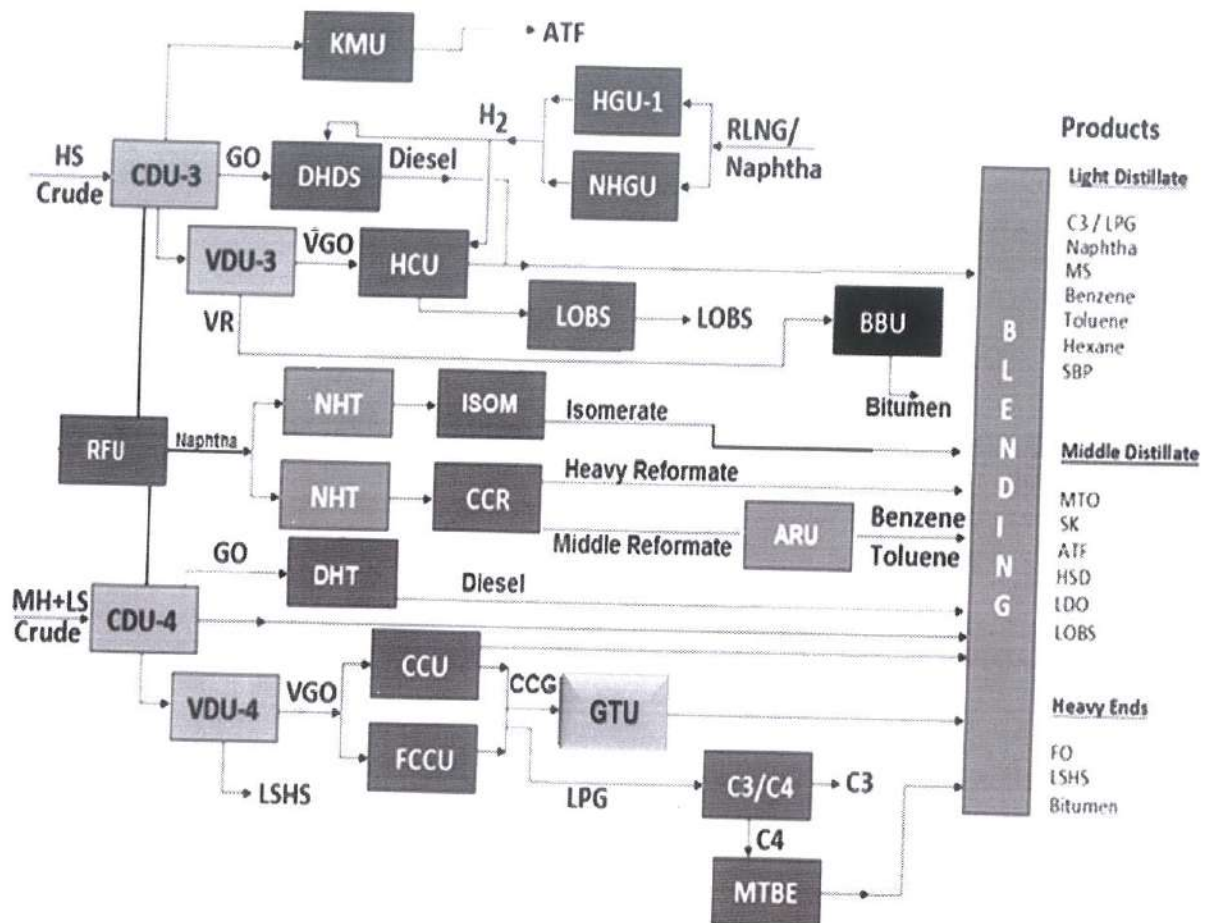 KMU
ATF
HGU-1
H2
RLNG/
Naphtha
NHGU
HS
Crude
CDU-3
GO
DHDS
Diesel
VDU-3
VGO
HCU
VR
LOBS
LOBS
BBU
Bitumen
RFU
Naphtha
NHT
ISOM
Isomerate
NHT
CCR
Heavy Reformate
Middle Reformate
ARU
Benzene
Toluene
GO
DHT
Diesel
MH+LS
Crude
CDU-4
VDU-4
VGO
CCU
FCCU
CCG
GTU
LSHS
LPG
C3/C4
C3
C4
MTBE
BLENDING
Products
Light Distillate
C3 / LPG
Naphtha
MS
Benzene
Toluene
Hexane
SBP
Middle Distillate
MTO
SK
ATF
HSD
LDO
LOBS
Heavy Ends
FO
LSHS
Bitumen